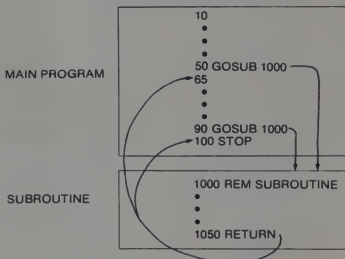 10
50 GOSUB 1000
MAIN PROGRAM
65
90 GOSUB 1000
100 STOP
1000 REM SUBROUTINE
SUBROUTINE
1050 RETURN